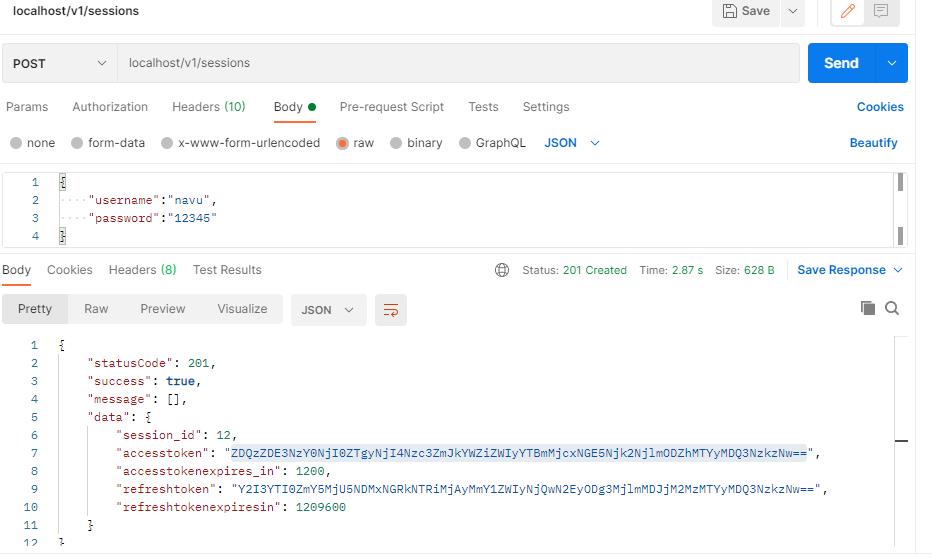 localhost/v1/sessions
Save
POST localhost/v1/sessions Send
Params Authorization Headers (10) Body Pre-request Script Tests Settings Cookies
none form-data x-www-form-urlencoded raw binary GraphQL JSON Beautify
1 {
2 ····"username":"navu",
3 ····"password":"12345"
4 }
Body Cookies Headers (8) Test Results Status: 201 Created Time: 2.87 s Size: 628 B Save Response
Pretty Raw Preview Visualize JSON
1 {
2 "statusCode": 201,
3 "success": true,
4 "message": [],
5 "data": {
6 "session_id": 12,
7 "accesstoken": "ZDQzZDE3NzY0NjI0ZTgyNjI4Nzc3ZmJkYWZiZWIyYTBmMjcxNGE5Njk2NjlmODZhMTYyMDQ3NzkzNw==",
8 "accesstokenexpires_in": 1200,
9 "refreshtoken": "Y2I3YTI0ZmY5MjU5NDMxNGRkNTRiMjAyMmY1ZWIyNjQwN2EyODg3MjlmMDJjM2MzMTYyMDQ3NzkzNw==",
10 "refreshtokenexpiresin": 1209600
11 }
12 }